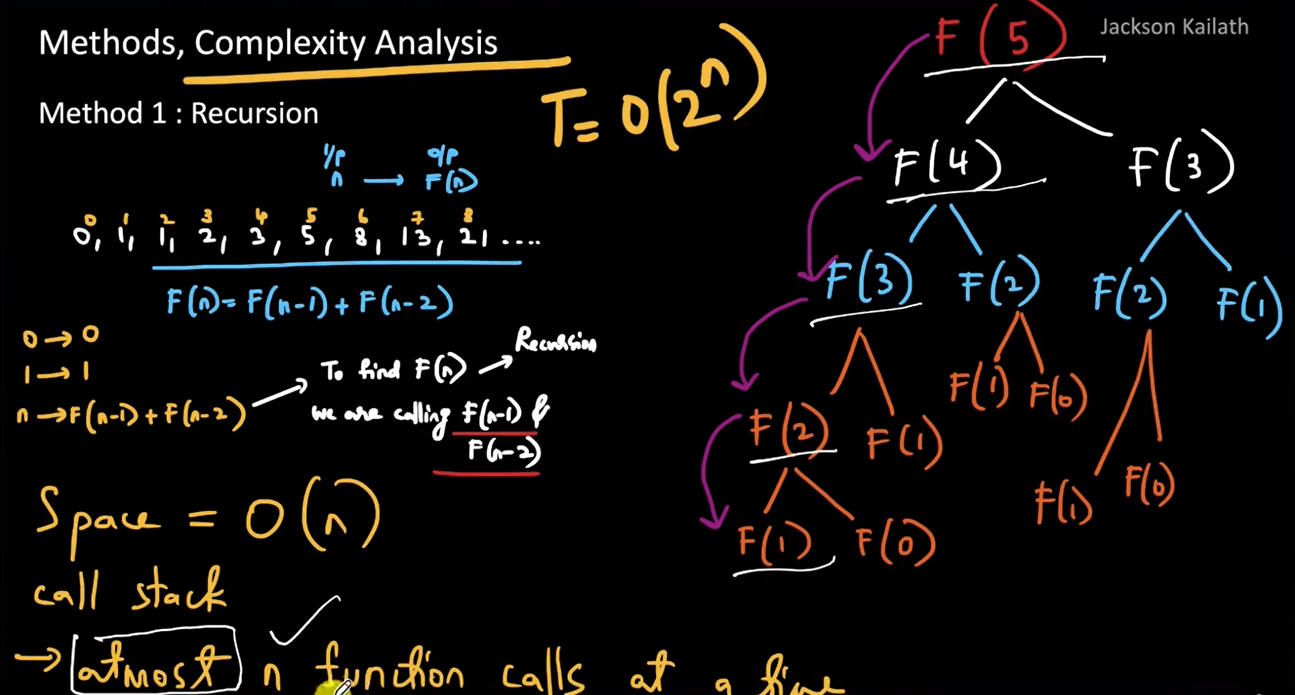 Methods, Complexity Analysis
Jackson Kailath
Method 1 : Recursion
T = O(2^n)
I/P O/P
n → F(n)
0 1 2 3 4 5 6 7 8
0, 1, 1, 2, 3, 5, 8, 13, 21, ....
F(n) = F(n-1) + F(n-2)
0 → 0
1 → 1
n → F(n-1) + F(n-2)
To find F(n) → Recursion
we are calling F(n-1) &
F(n-2)
Space = O(n)
call stack
→ atmost n function calls at a time
F(5)
F(4) F(3)
F(3) F(2) F(2) F(1)
F(2) F(1) F(1) F(0) F(1) F(0)
F(1) F(0)